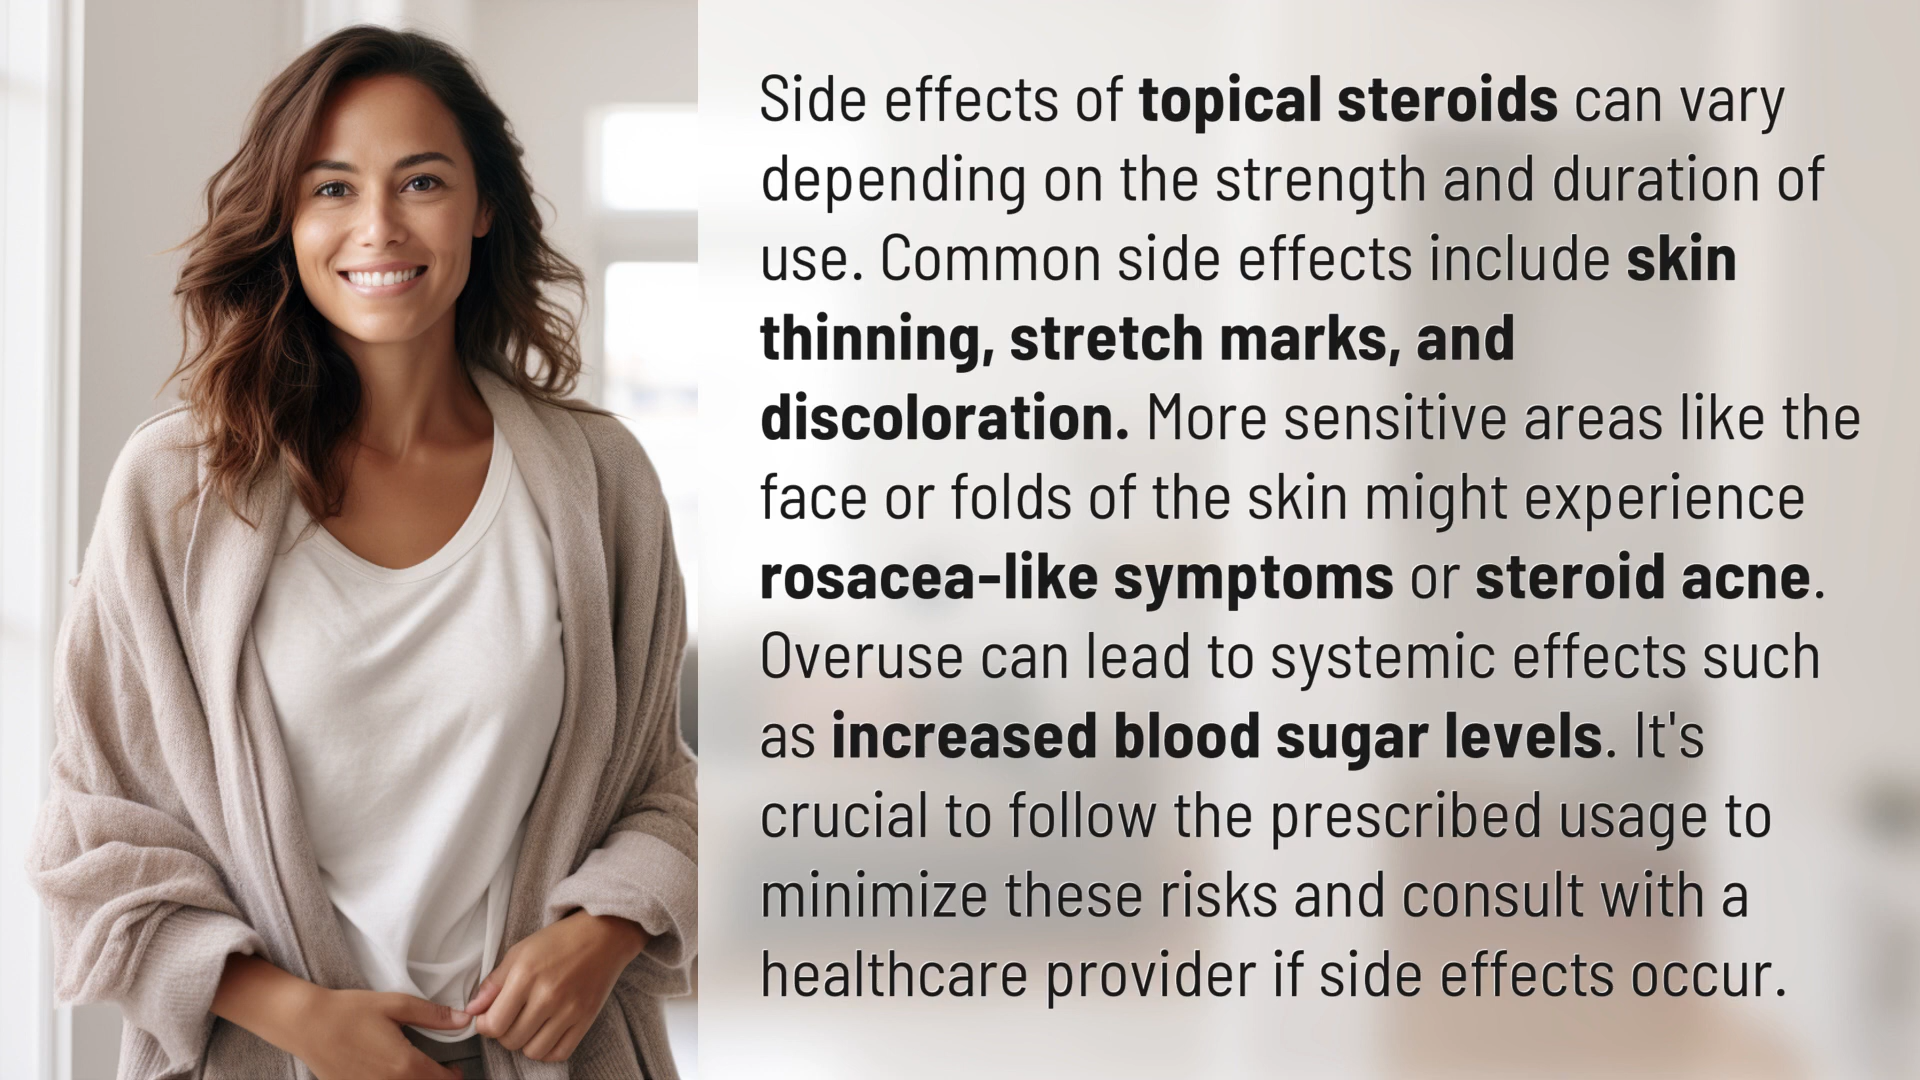 Side effects of topical steroids can vary
depending on the strength and duration of
use. Common side effects include skin
thinning, stretch marks, and
discoloration. More sensitive areas like the
face or folds of the skin might experience
rosacea-like symptoms or steroid acne.
Overuse can lead to systemic effects such
as increased blood sugar levels. It's
crucial to follow the prescribed usage to
minimize these risks and consult with a
healthcare provider if side effects occur.